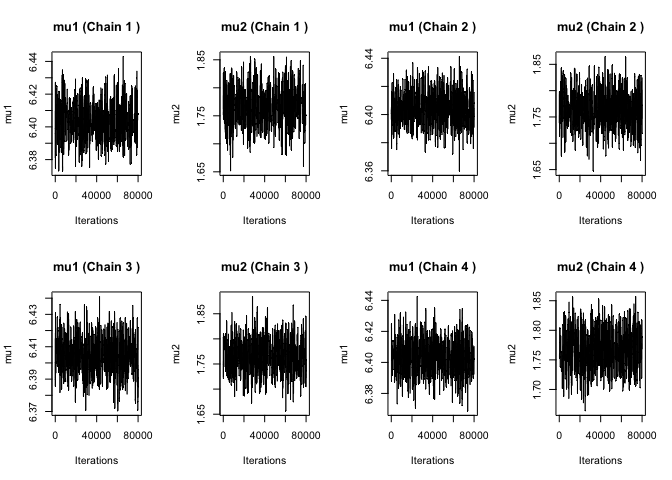 mu1 (Chain 1 )
mu1
6.38 6.40 6.42 6.44
0 40000 80000
Iterations
mu2 (Chain 1 )
mu2
1.65 1.75 1.85
0 40000 80000
Iterations
mu1 (Chain 2 )
mu1
6.36 6.40 6.44
0 40000 80000
Iterations
mu2 (Chain 2 )
mu2
1.65 1.75 1.85
0 40000 80000
Iterations
mu1 (Chain 3 )
mu1
6.37 6.39 6.41 6.43
0 40000 80000
Iterations
mu2 (Chain 3 )
mu2
1.65 1.75 1.85
0 40000 80000
Iterations
mu1 (Chain 4 )
mu1
6.38 6.40 6.42 6.44
0 40000 80000
Iterations
mu2 (Chain 4 )
mu2
1.70 1.75 1.80 1.85
0 40000 80000
Iterations